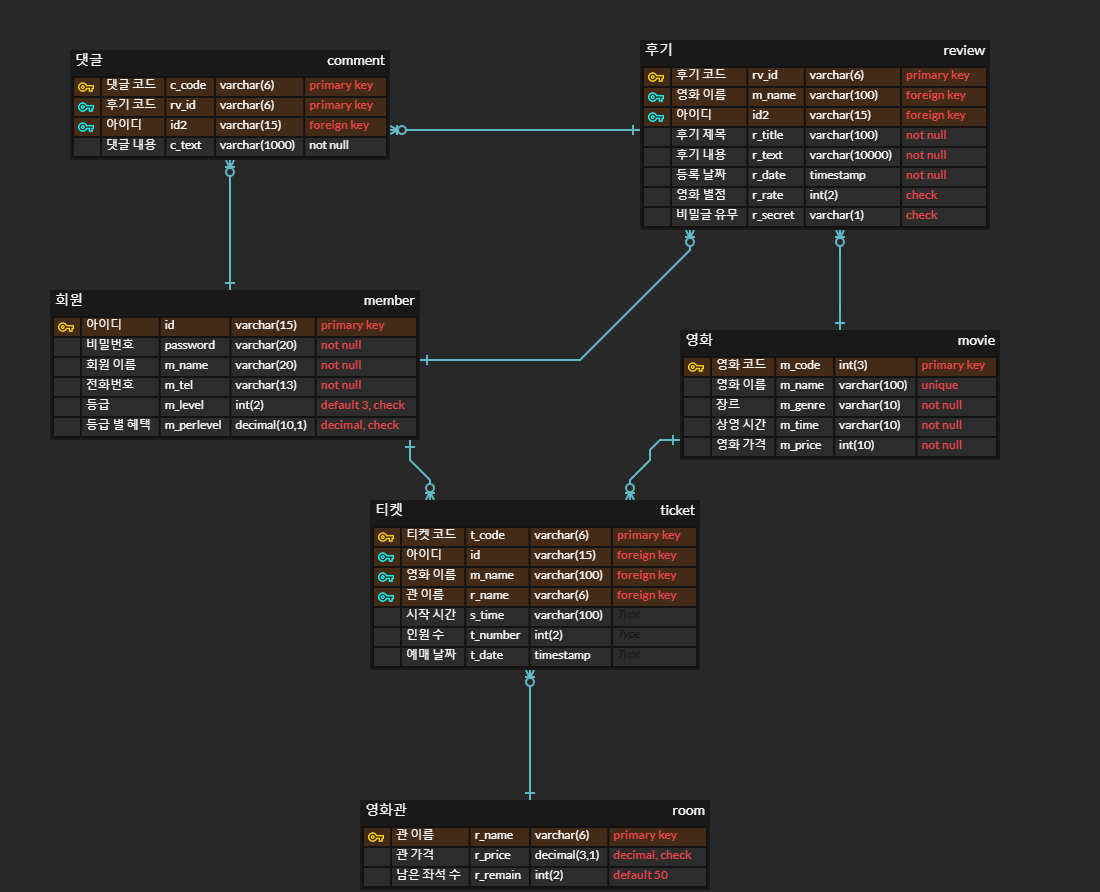 댓글 comment
댓글 코드 c_code varchar(6) primary key
후기 코드 rv_id varchar(6) primary key
아이디 id2 varchar(15) foreign key
댓글 내용 c_text varchar(1000) not null
후기 review
후기 코드 rv_id varchar(6) primary key
영화 이름 m_name varchar(100) foreign key
아이디 id2 varchar(15) foreign key
후기 제목 r_title varchar(100) not null
후기 내용 r_text varchar(10000) not null
등록 날짜 r_date timestamp not null
영화 별점 r_rate int(2) check
비밀글 유무 r_secret varchar(1) check
회원 member
아이디 id varchar(15) primary key
비밀번호 password varchar(20) not null
회원 이름 m_name varchar(20) not null
전화번호 m_tel varchar(13) not null
등급 m_level int(2) default 3, check
등급 별 혜택 m_perlevel decimal(10,1) decimal, check
영화 movie
영화 코드 m_code int(3) primary key
영화 이름 m_name varchar(100) unique
장르 m_genre varchar(10) not null
상영 시간 m_time varchar(10) not null
영화 가격 m_price int(10) not null
티켓 ticket
티켓 코드 t_code varchar(6) primary key
아이디 id varchar(15) foreign key
영화 이름 m_name varchar(100) foreign key
관 이름 r_name varchar(6) foreign key
시작 시간 s_time varchar(100) Type
인원 수 t_number int(2) Type
예매 날짜 t_date timestamp Type
영화관 room
관 이름 r_name varchar(6) primary key
관 가격 r_price decimal(3,1) decimal, check
남은 좌석 수 r_remain int(2) default 50